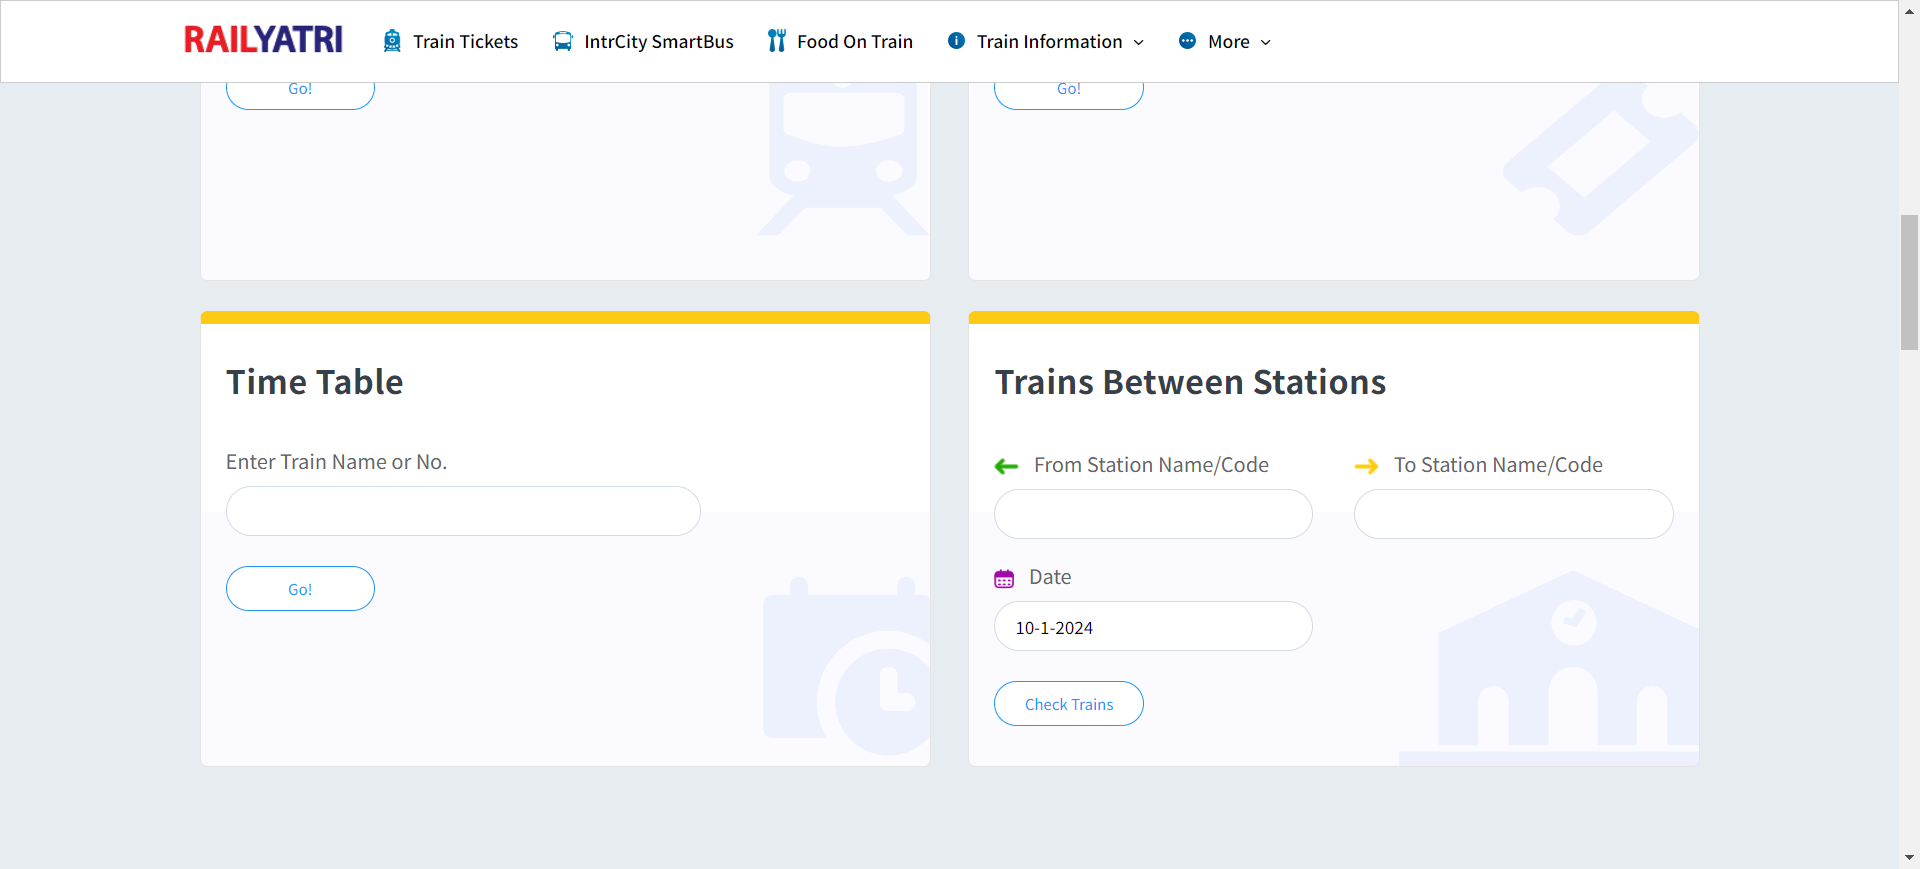 RAILYATRI Train Tickets IntrCity SmartBus Food On Train Train Information More
Go! Go!
Time Table
Enter Train Name or No.
Go!
Trains Between Stations
From Station Name/Code To Station Name/Code
Date
10-1-2024
Check Trains